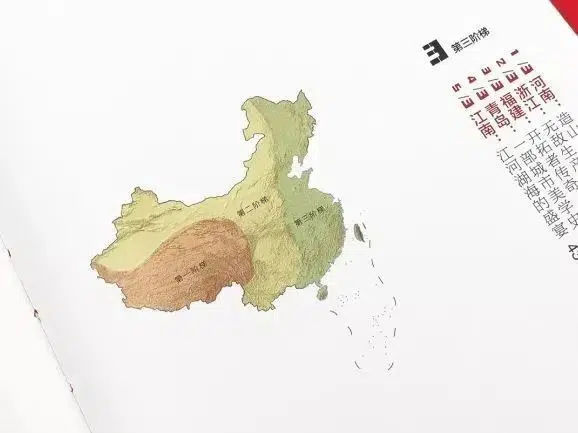 第三阶梯
第二阶梯
第一阶梯
3 第三阶梯
1/3 河南：造山史
2/3 浙江：无敌生产
3/3 福建：开拓者传奇
4/3 青岛：一部城市美学
5/3 江南：江河湖海的盛宴